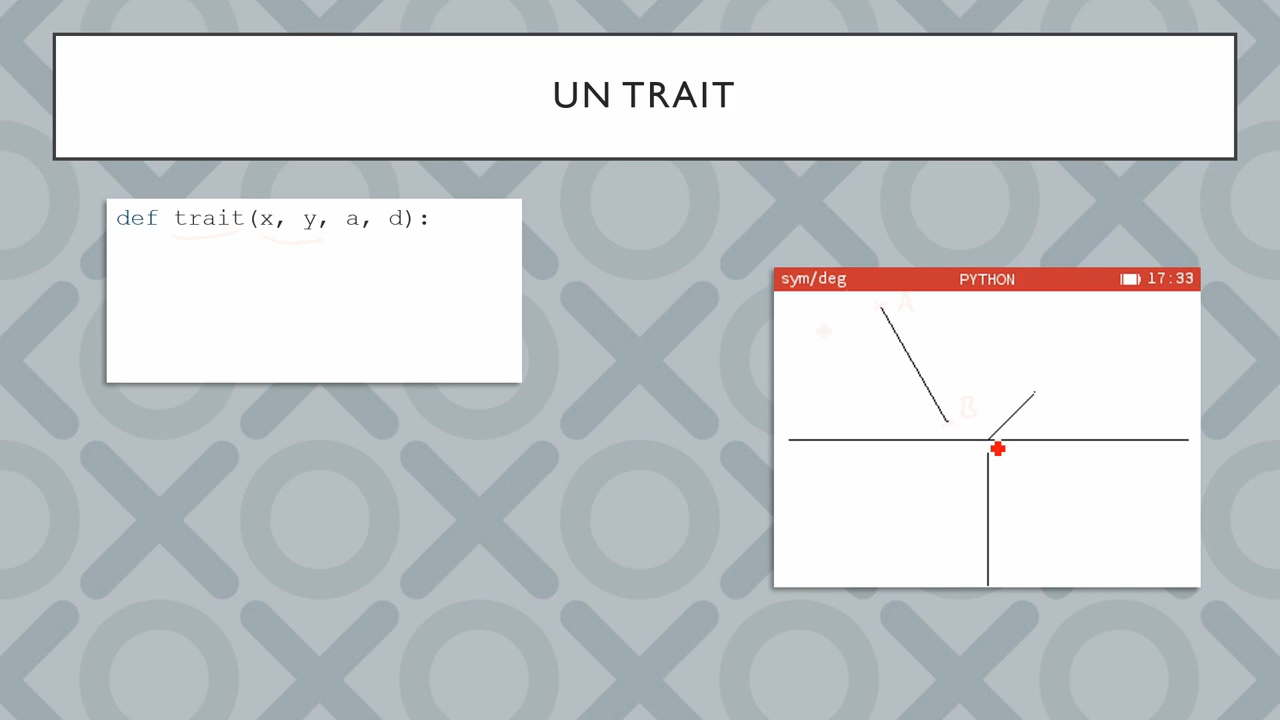 UN TRAIT
def trait(x, y, a, d):
sym/deg PYTHON 17:33
A
B